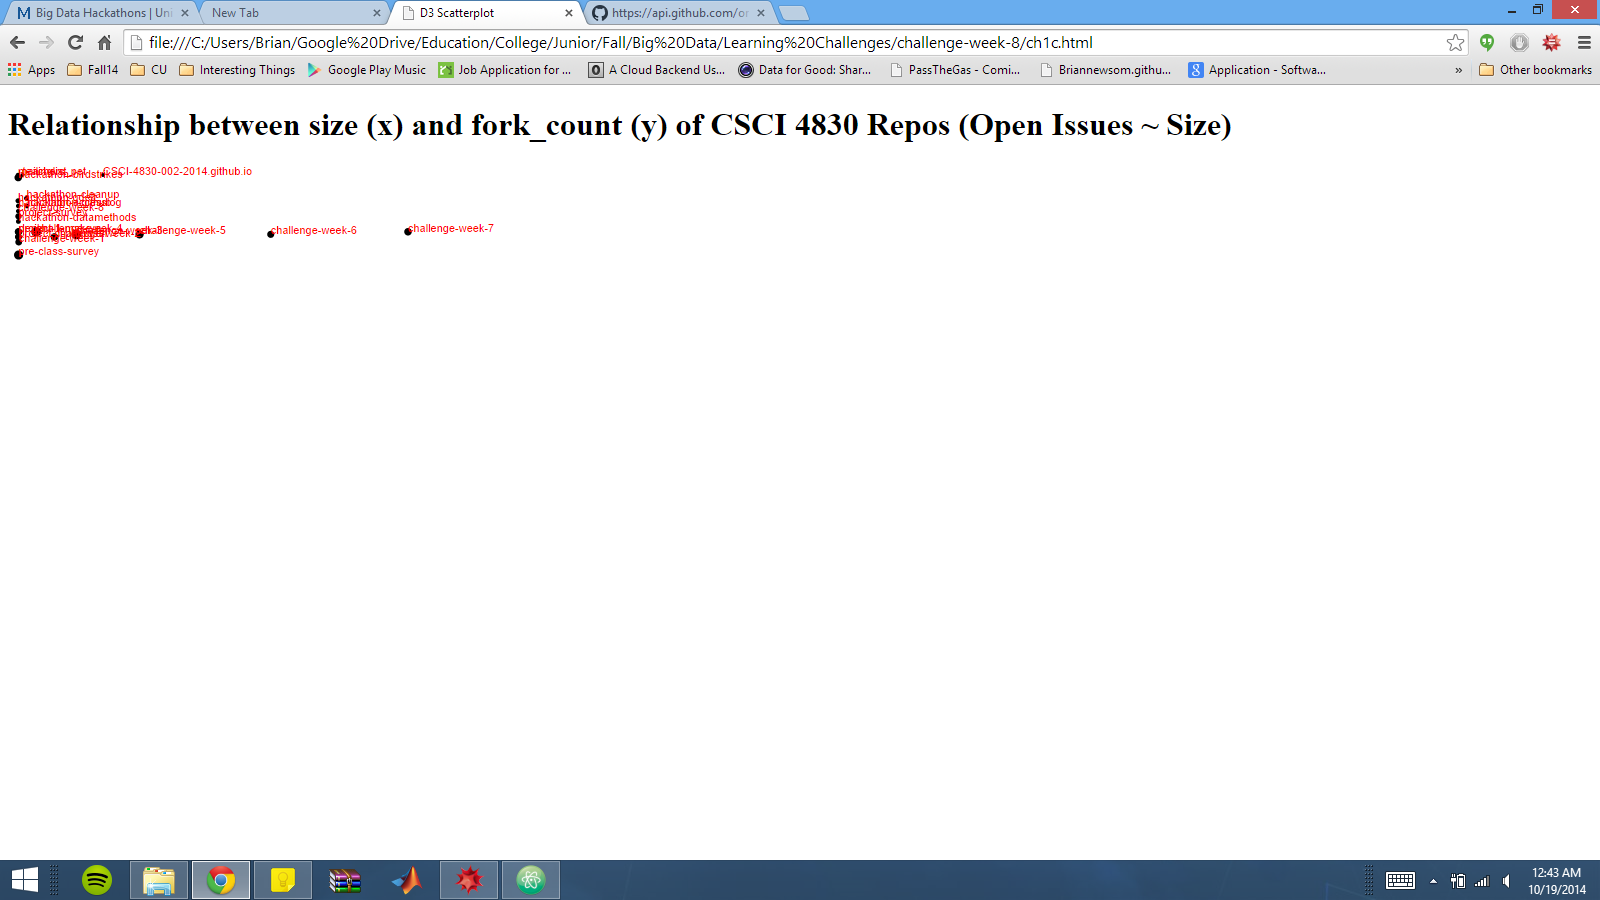 Big Data Hackathons | Uni
New Tab
D3 Scatterplot
https://api.github.com/or
file:///C:/Users/Brian/Google%20Drive/Education/College/Junior/Fall/Big%20Data/Learning%20Challenges/challenge-week-8/ch1c.html
Apps Fall14 CU Interesting Things Google Play Music Job Application for ... A Cloud Backend Us... Data for Good: Shar... PassTheGas - Comi... Briannewsom.githu... Application - Softwa... » Other bookmarks
Relationship between size (x) and fork_count (y) of CSCI 4830 Repos (Open Issues ~ Size)
CSCI-4830-002-2014.github.io
hackathon-birdstrikes
hackathon-cleanup
challenge-week-8
project-survey
hackathon-datamethods
challenge-week-5
challenge-week-6
challenge-week-7
challenge-week-1
pre-class-survey
12:43 AM
10/19/2014